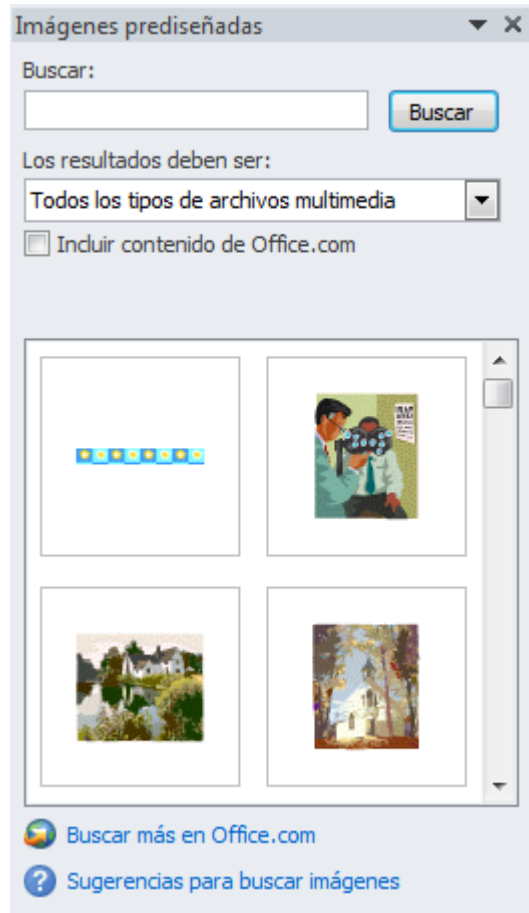 Imágenes prediseñadas
Buscar:
Buscar
Los resultados deben ser:
Todos los tipos de archivos multimedia
Incluir contenido de Office.com
Buscar más en Office.com
Sugerencias para buscar imágenes